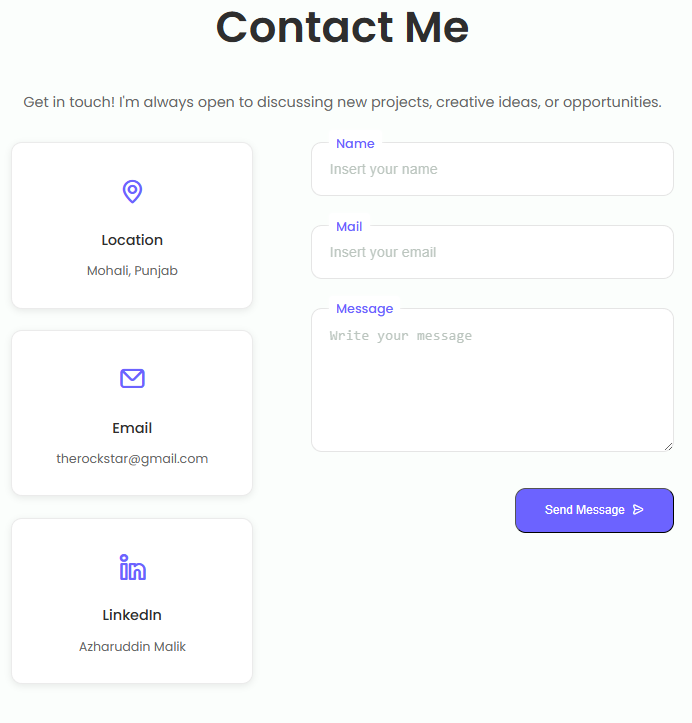 Contact Me
Get in touch! I'm always open to discussing new projects, creative ideas, or opportunities.
Location
Mohali, Punjab
Email
therockstar@gmail.com
LinkedIn
Azharuddin Malik
Name
Insert your name
Mail
Insert your email
Message
Write your message
Send Message